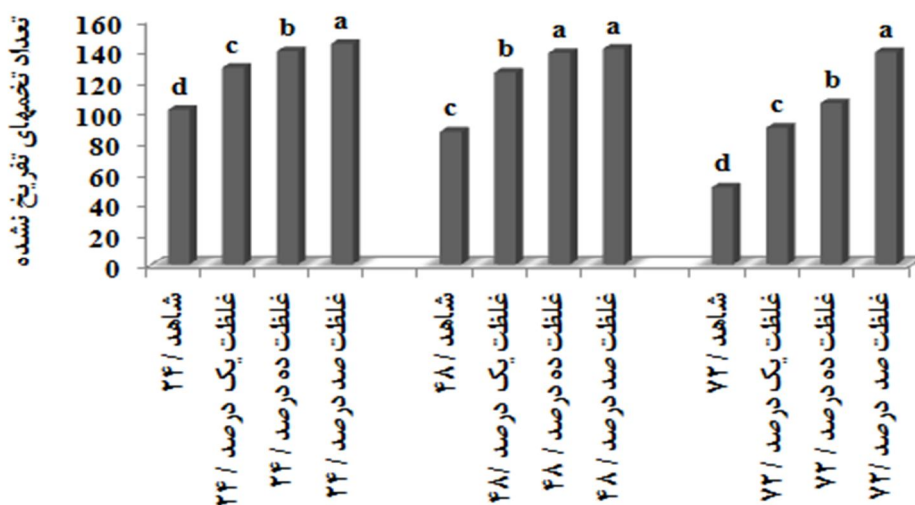 تعداد تخمهای تفریخ نشده
160
140
120
100
80
60
40
20
0
d
c
b
a
c
b
a
a
d
c
b
a
شاهد / ۲۴
غلظت یک درصد / ۲۴
غلظت ده درصد / ۲۴
غلظت صد درصد / ۲۴
شاهد / ۴۸
غلظت یک درصد /۴۸
غلظت ده درصد / ۴۸
غلظت صد درصد / ۴۸
شاهد / ۷۲
غلظت یک درصد / ۷۲
غلظت ده درصد / ۷۲
غلظت صد درصد /۷۲